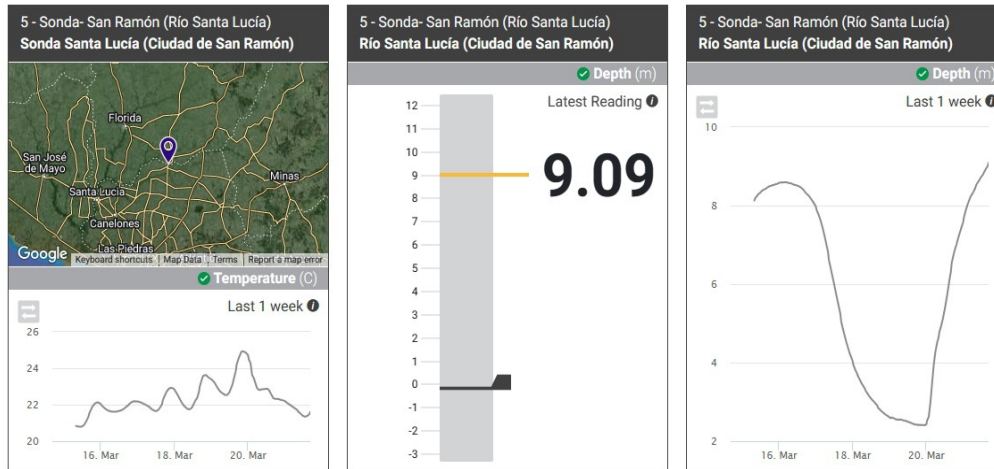 5 - Sonda- San Ramón (Río Santa Lucía)
Sonda Santa Lucía (Ciudad de San Ramón)
Florida
San José
de Mayo
Minas
Santa Lucía
Canelones
Las Piedras
Google
Keyboard shortcuts
Map Data
Terms
Report a map error
Temperature (C)
Last 1 week
26
24
22
20
16. Mar
18. Mar
20. Mar
5 - Sonda- San Ramón (Río Santa Lucía)
Río Santa Lucía (Ciudad de San Ramón)
Depth (m)
Latest Reading
12
11
10
9
8
7
6
5
4
3
2
1
0
-1
-2
-3
9.09
5 - Sonda- San Ramón (Río Santa Lucía)
Río Santa Lucía (Ciudad de San Ramón)
Depth (m)
Last 1 week
10
8
6
4
2
16. Mar
18. Mar
20. Mar